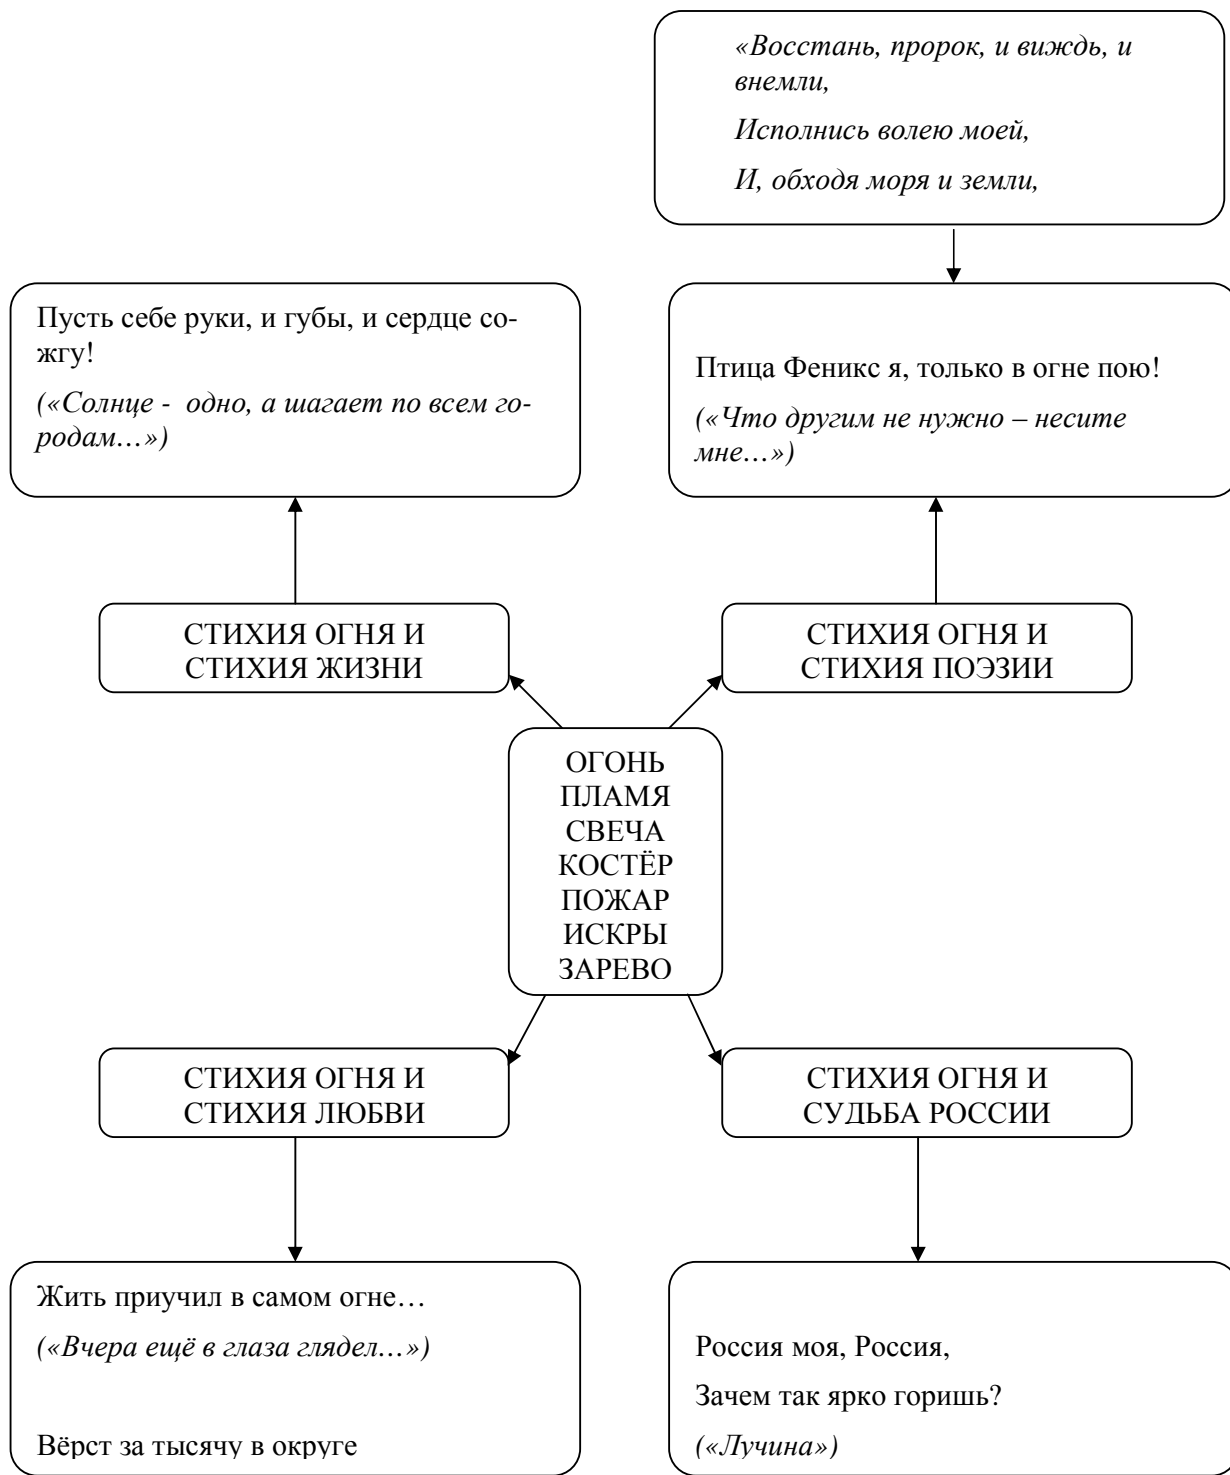 «Восстань, пророк, и виждь, и
внемли,
Исполнись волею моей,
И, обходя моря и земли,
Пусть себе руки, и губы, и сердце со-
жгу!
(«Солнце - одно, а шагает по всем го-
родам…»)
Птица Феникс я, только в огне пою!
(«Что другим не нужно – несите
мне…»)
СТИХИЯ ОГНЯ И
СТИХИЯ ЖИЗНИ
СТИХИЯ ОГНЯ И
СТИХИЯ ПОЭЗИИ
ОГОНЬ
ПЛАМЯ
СВЕЧА
КОСТЁР
ПОЖАР
ИСКРЫ
ЗАРЕВО
СТИХИЯ ОГНЯ И
СТИХИЯ ЛЮБВИ
СТИХИЯ ОГНЯ И
СУДЬБА РОССИИ
Жить приучил в самом огне…
(«Вчера ещё в глаза глядел…»)
Вёрст за тысячу в округе
Россия моя, Россия,
Зачем так ярко горишь?
(«Лучина»)